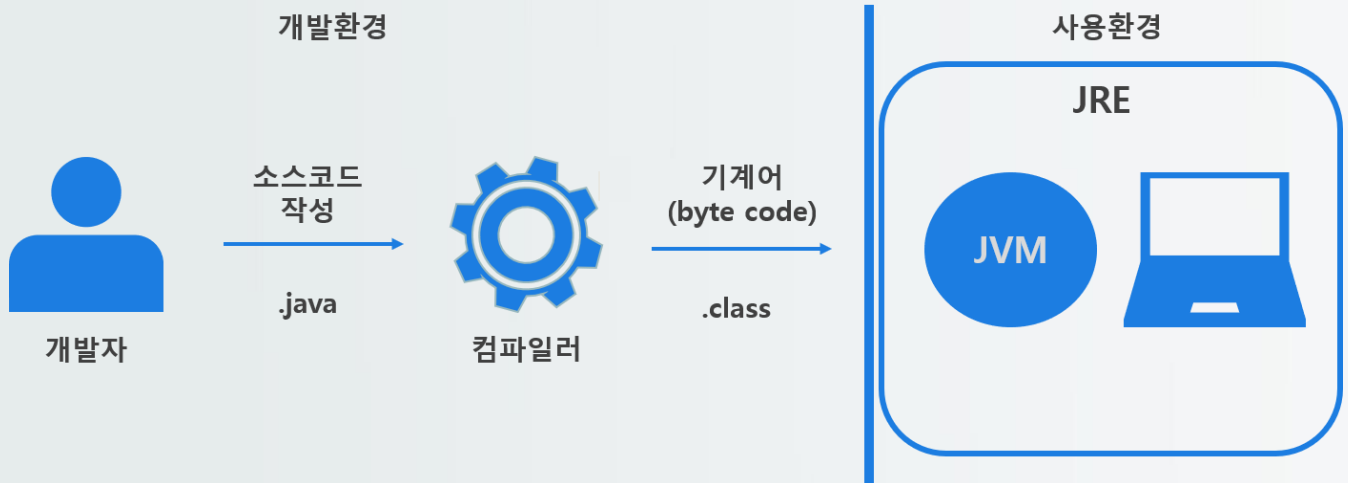 개발환경
사용환경
JRE
소스코드
작성
.java
개발자
컴파일러
기계어
(byte code)
.class
JVM